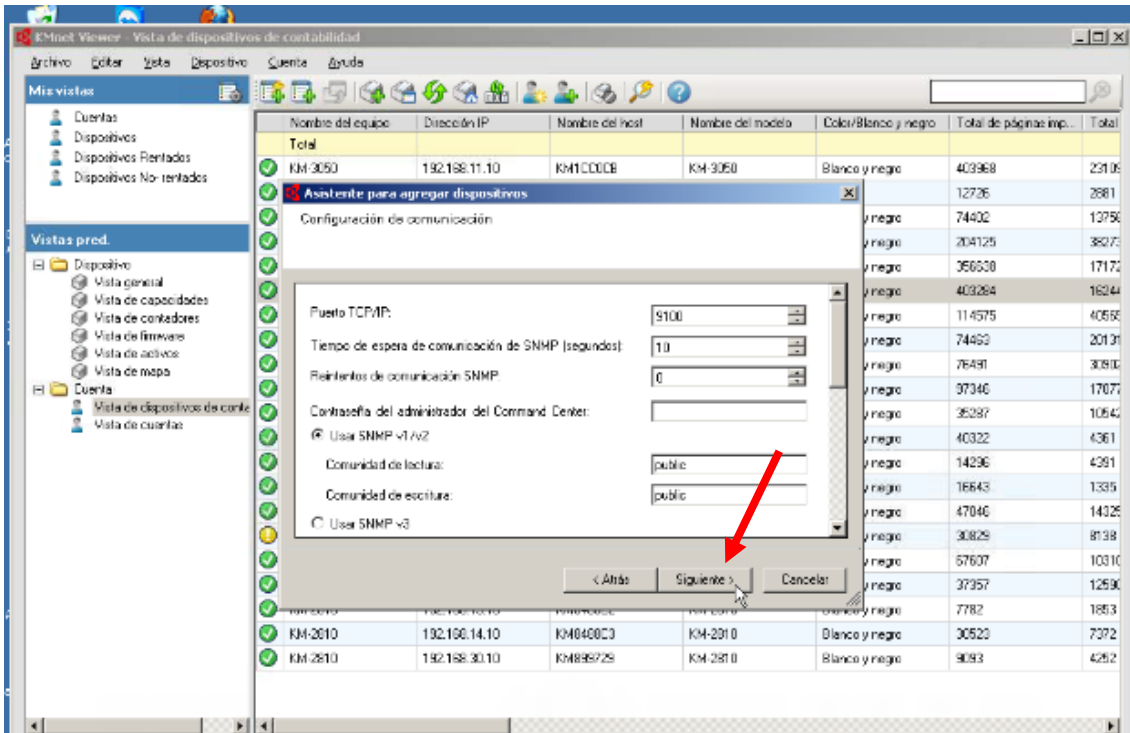 KMnet Viewer - Vista de dispositivos de contabilidad
Archivo Editar Vista Dispositivo Cuenta Ayuda
Mis vistas
Cuentas
Dispositivos
Dispositivos Rentados
Dispositivos No-rentados
Vistas pred.
Dispositivo
Vista general
Vista de capacidades
Vista de contadores
Vista de firmware
Vista de activos
Vista de mapa
Cuenta
Vista de dispositivos de conta
Vista de cuentas
Nombre del equipo Dirección IP Nombre del host Nombre del modelo Color/Blanco y negro Total de páginas imp... Total
Total
KM-3050 192.168.11.10 KM-3050 Blanco y negro 403968
12726 2881
y negro 74402
y negro 204125
y negro
y negro 403284
y negro 114575
y negro 74463
y negro 76491
y negro 97346
y negro 35287
y negro 40322 4361
y negro 14296 4391
y negro 16643 1335
y negro 47046
y negro 30829 8138
y negro 67607
y negro 37357
7782 1853
KM-2810 192.168.14.10 KM-2810 Blanco y negro 30523 7372
KM-2810 192.168.30.10 KM899729 KM-2810 Blanco y negro 9093 4252
Asistente para agregar dispositivos
Configuración de comunicación
Puerto TCP/IP: 9100
Tiempo de espera de comunicación de SNMP (segundos): 10
Reintentos de comunicación SNMP: 0
Contraseña del administrador del Command Center:
Usar SNMP v1/v2
Comunidad de lectura: public
Comunidad de escritura: public
Usar SNMP v3
< Atrás Siguiente > Cancelar